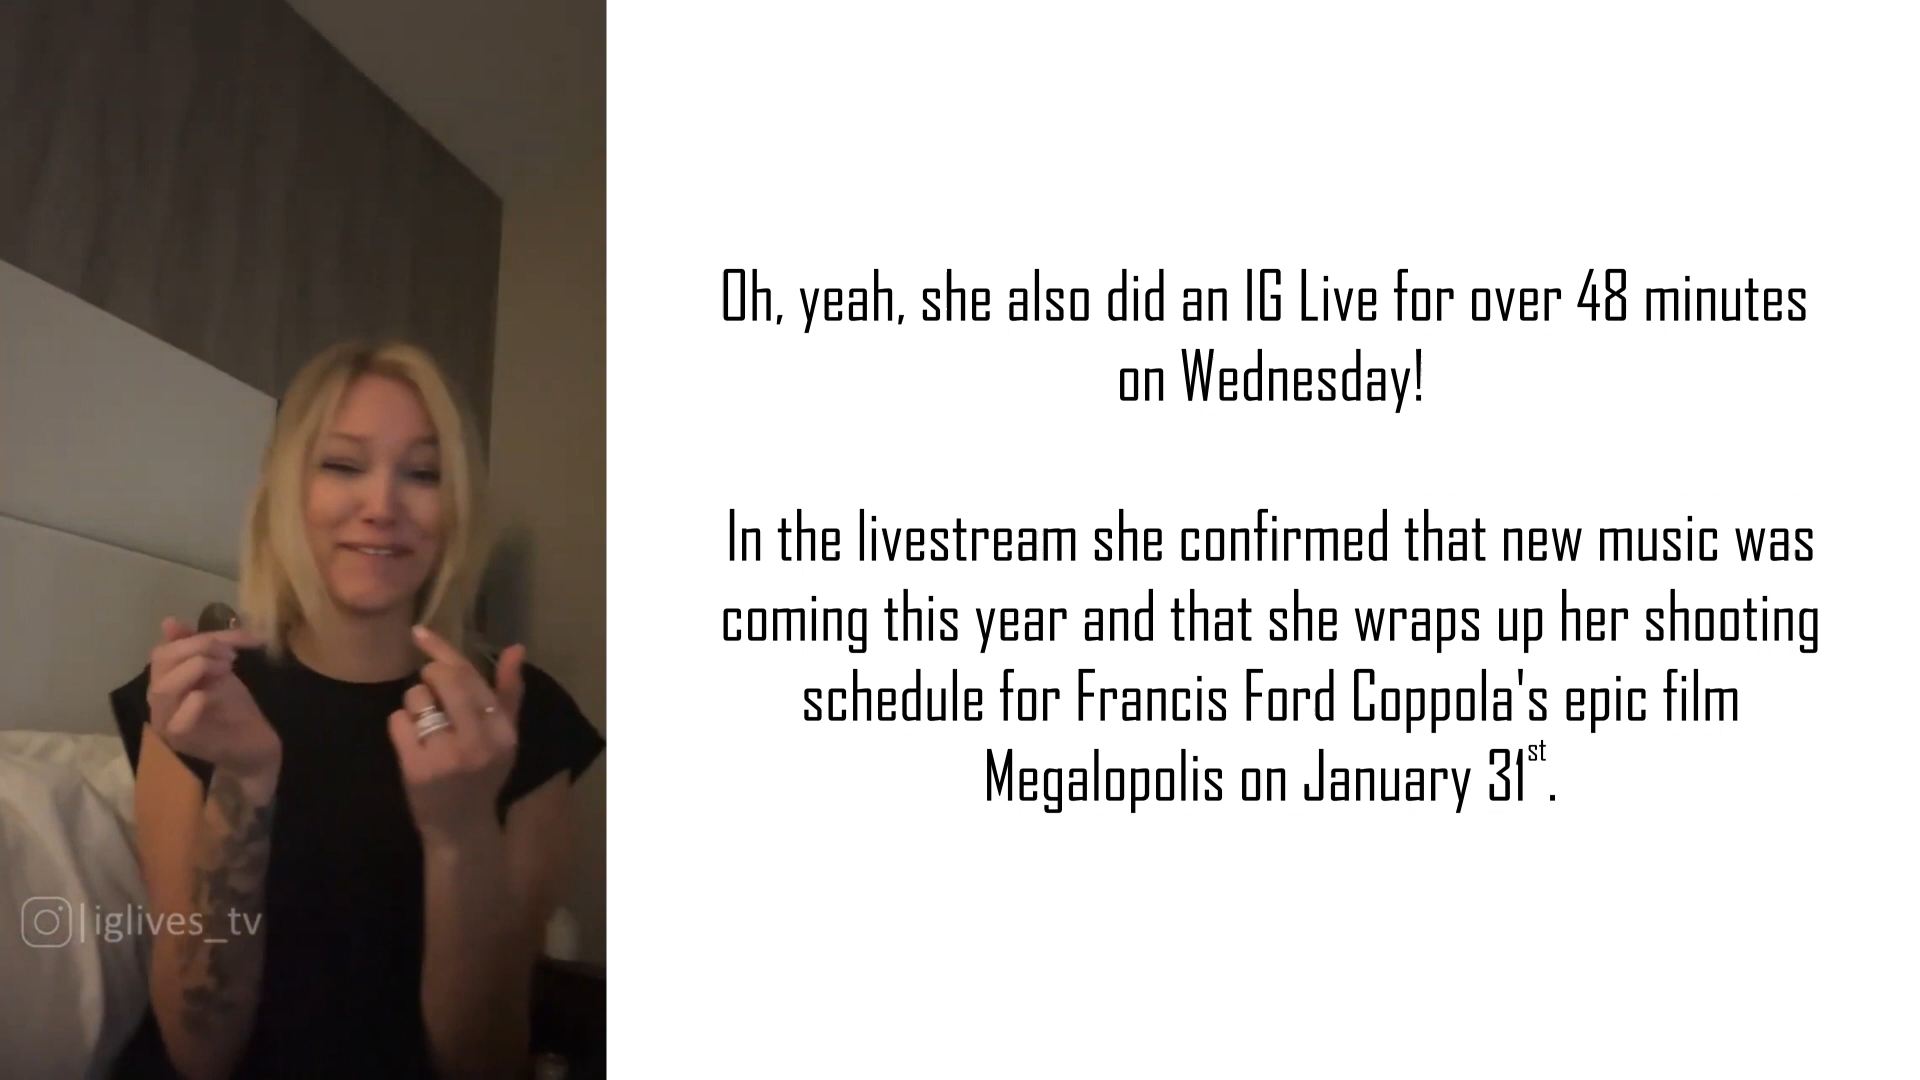 Oh, yeah, she also did an IG Live for over 48 minutes
on Wednesday!
In the livestream she confirmed that new music was
coming this year and that she wraps up her shooting
schedule for Francis Ford Coppola's epic film
Megalopolis on January 31st.
|iglives_tv